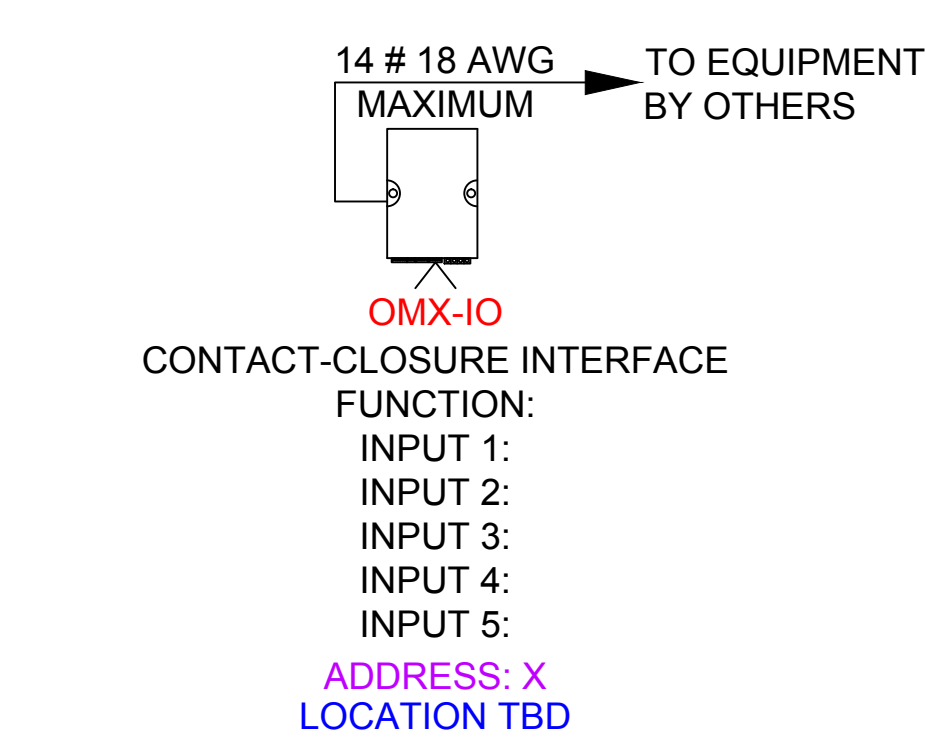 14 # 18 AWG
MAXIMUM
TO EQUIPMENT
BY OTHERS
OMX-IO
CONTACT-CLOSURE INTERFACE
FUNCTION:
INPUT 1:
INPUT 2:
INPUT 3:
INPUT 4:
INPUT 5:
ADDRESS: X
LOCATION TBD